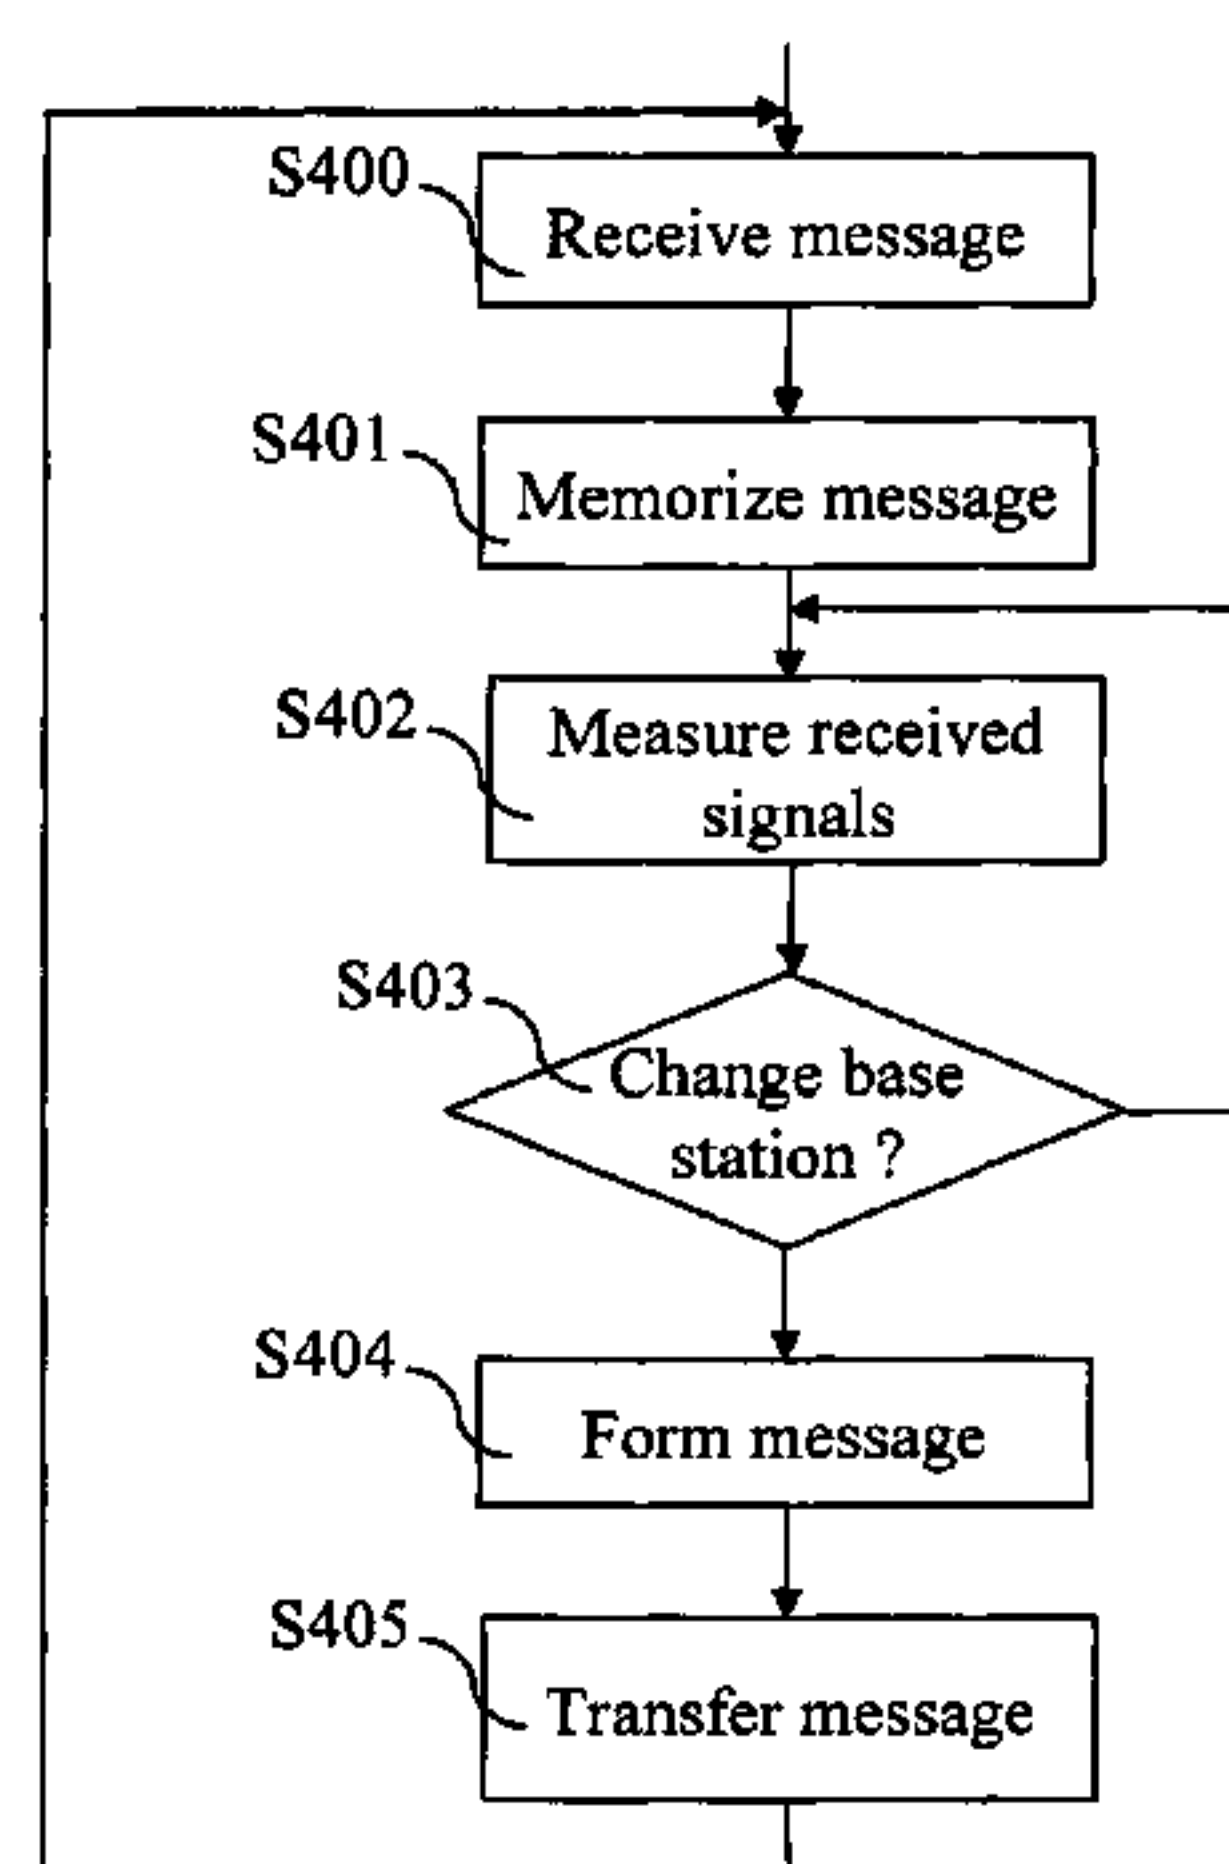 S400
Receive message
S401
Memorize message
S402
Measure received
signals
S403
Change base
station ?
S404
Form message
S405
Transfer message